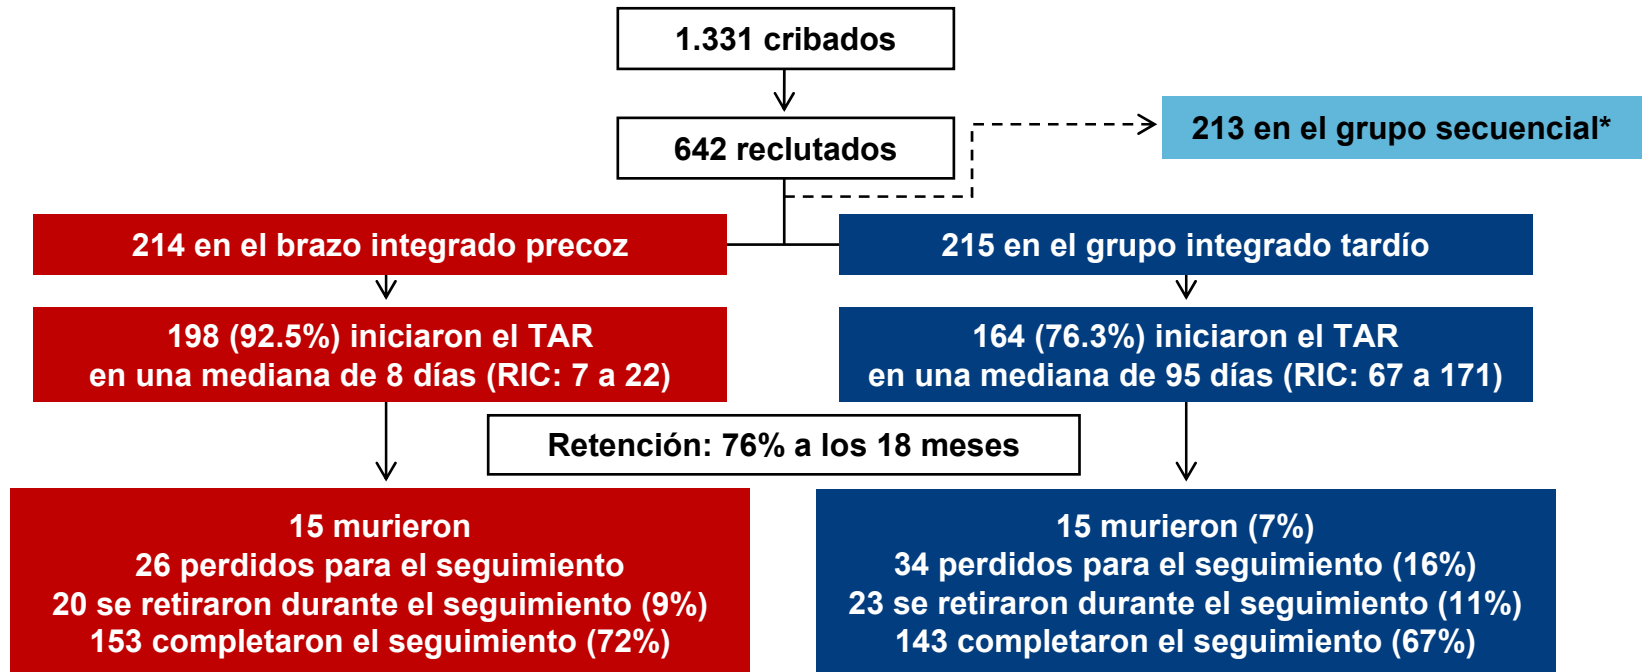 1.331 cribados
642 reclutados
213 en el grupo secuencial*
214 en el brazo integrado precoz
215 en el grupo integrado tardío
198 (92.5%) iniciaron el TAR
en una mediana de 8 días (RIC: 7 a 22)
164 (76.3%) iniciaron el TAR
en una mediana de 95 días (RIC: 67 a 171)
Retención: 76% a los 18 meses
15 murieron
26 perdidos para el seguimiento
20 se retiraron durante el seguimiento (9%)
153 completaron el seguimiento (72%)
15 murieron (7%)
34 perdidos para el seguimiento (16%)
23 se retiraron durante el seguimiento (11%)
143 completaron el seguimiento (67%)